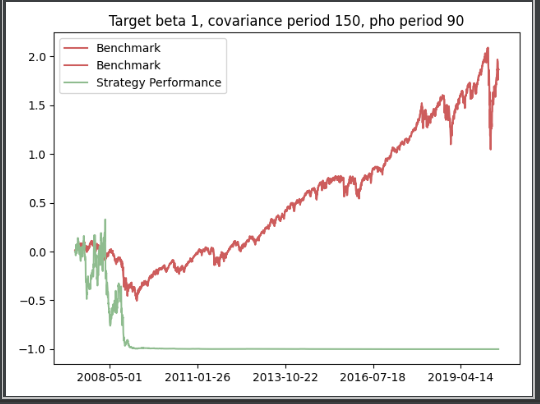 Target beta 1, covariance period 150, pho period 90
Benchmark
Benchmark
Strategy Performance
2.0
1.5
1.0
0.5
0.0
−0.5
−1.0
2008-05-01 2011-01-26 2013-10-22 2016-07-18 2019-04-14